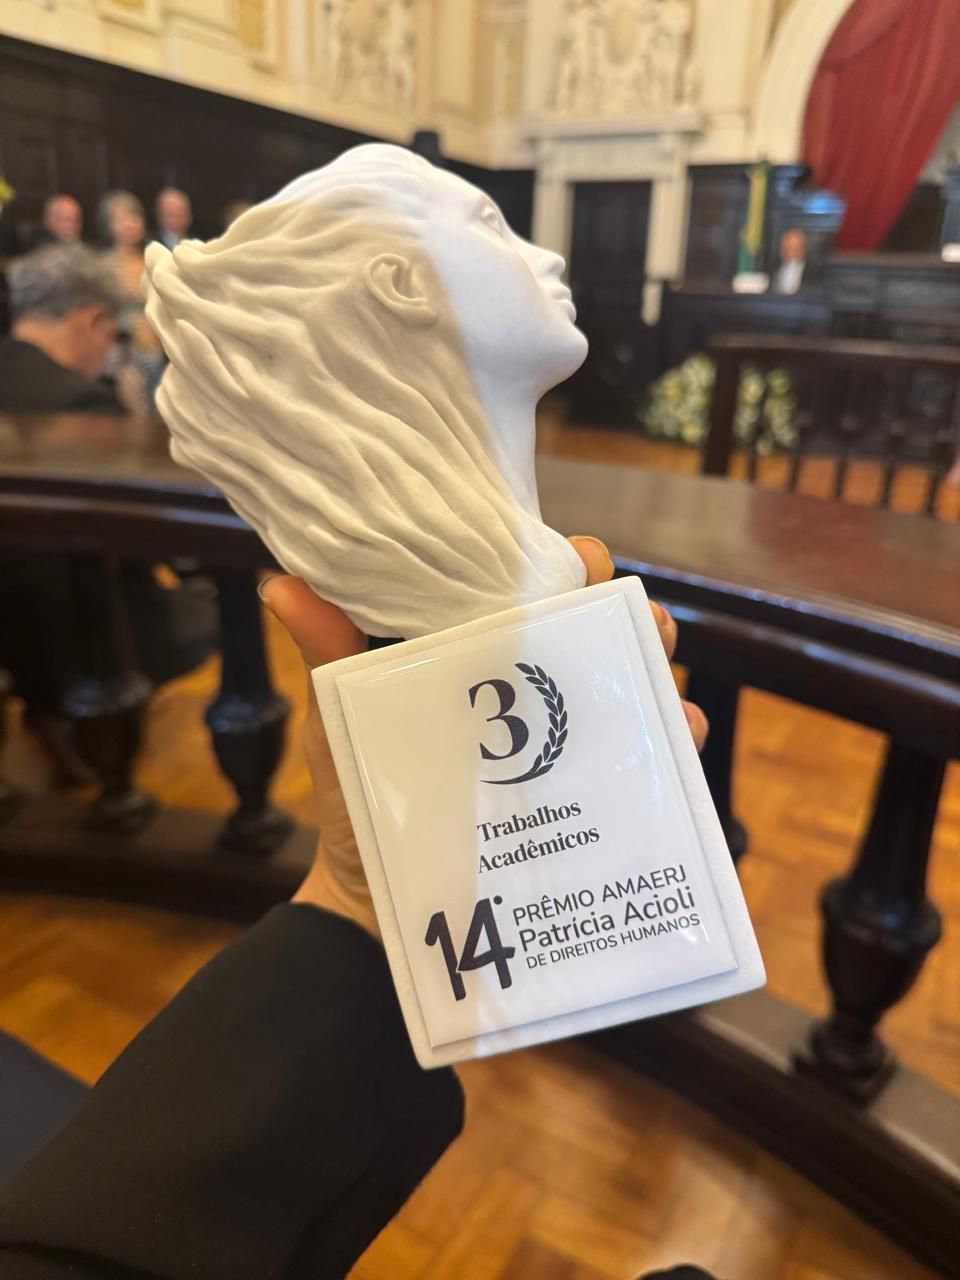 3
Trabalhos
Acadêmicos
14°
PRÊMIO AMAERJ
Patrícia Acioli
DE DIREITOS HUMANOS